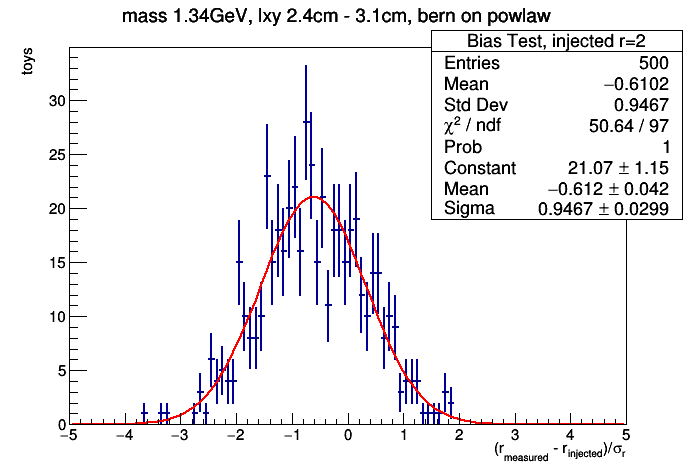 mass 1.34GeV, lxy 2.4cm - 3.1cm, bern on powlaw
Bias Test, injected r=2
Entries 500
Mean −0.6102
Std Dev 0.9467
χ² / ndf 50.64 / 97
Prob 1
Constant 21.07 ± 1.15
Mean −0.612 ± 0.042
Sigma 0.9467 ± 0.0299
toys
30
25
20
15
10
5
0
−5 −4 −3 −2 −1 0 1 2 3 4 5
(r_measured - r_injected)/σ_r